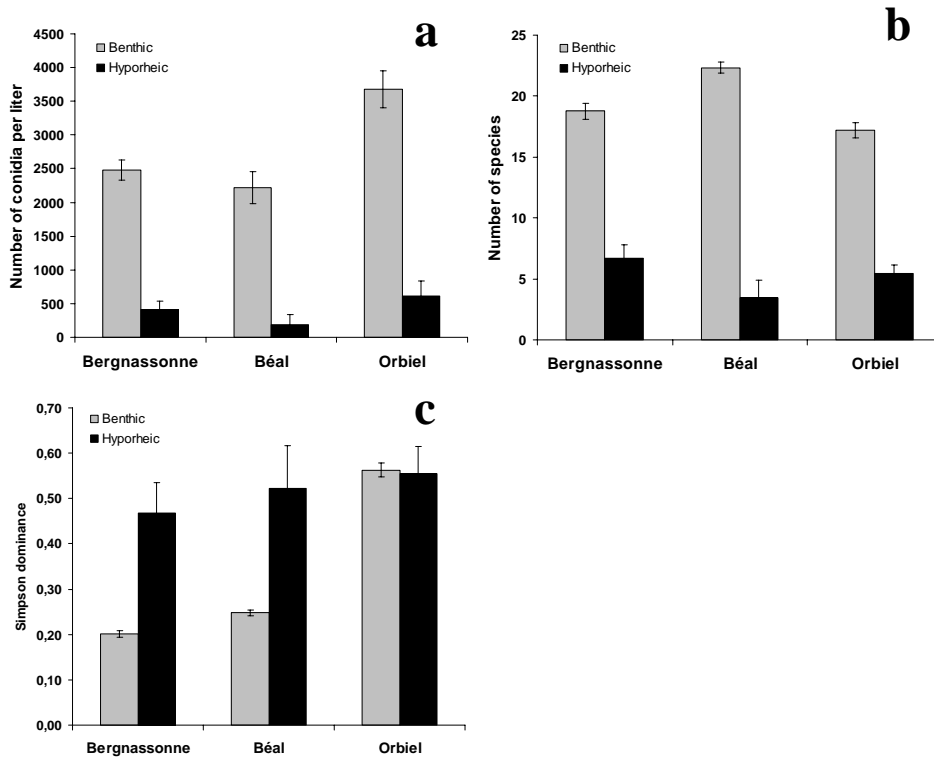 a
Benthic
Hyporheic
Number of conidia per liter
4500
4000
3500
3000
2500
2000
1500
1000
500
0
Bergnassonne Béal Orbiel
b
Benthic
Hyporheic
Number of species
25
20
15
10
5
0
Bergnassonne Béal Orbiel
c
Benthic
Hyporheic
Simpson dominance
0,70
0,60
0,50
0,40
0,30
0,20
0,10
0,00
Bergnassonne Béal Orbiel